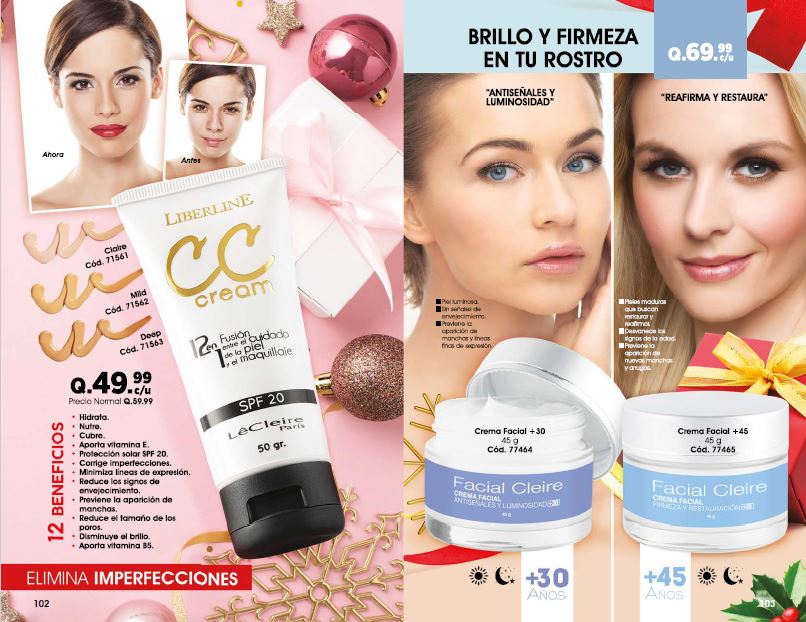 Ahora
Antes
Claire
Cód. 71561
Mild
Cód. 71562
Deep
Cód. 71563
Q.49.99
c/u
Precio Normal Q.59.99
12 BENEFICIOS
• Hidrata.
• Nutre.
• Cubre.
• Aporta vitamina E.
• Protección solar SPF 20.
• Corrige imperfecciones.
• Minimiza líneas de expresión.
• Reduce los signos de
envejecimiento.
• Previene la aparición de
manchas.
• Reduce el tamaño de los
poros.
• Disminuye el brillo.
• Aporta vitamina B5.
LIBERLINE
CC
cream
12 en 1
Fusión
entre el cuidado
de la piel
y el maquillaje
SPF 20
LeCleire
Paris
50 gr.
ELIMINA IMPERFECCIONES
102
BRILLO Y FIRMEZA
EN TU ROSTRO
Q.69.99
c/u
"ANTISEÑALES Y
LUMINOSIDAD"
"REAFIRMA Y RESTAURA"
Piel luminosa.
Sin señales de
envejecimiento.
Previene la
aparición de
manchas y líneas
finas de expresión.
Pieles maduras
que buscan
restaurar y
reafirmar.
Desvanece los
signos de la edad.
Previene la
aparición de
nuevas manchas
y arrugas.
Crema Facial +30
45 g
Cód. 77464
Facial Cleire
CREMA FACIAL
ANTISEÑALES Y LUMINOSIDAD +30
45 g
Crema Facial +45
45 g
Cód. 77465
Facial Cleire
CREMA FACIAL
FIRMEZA Y RESTAURACIÓN +45
45 g
+30
AÑOS
+45
AÑOS
103